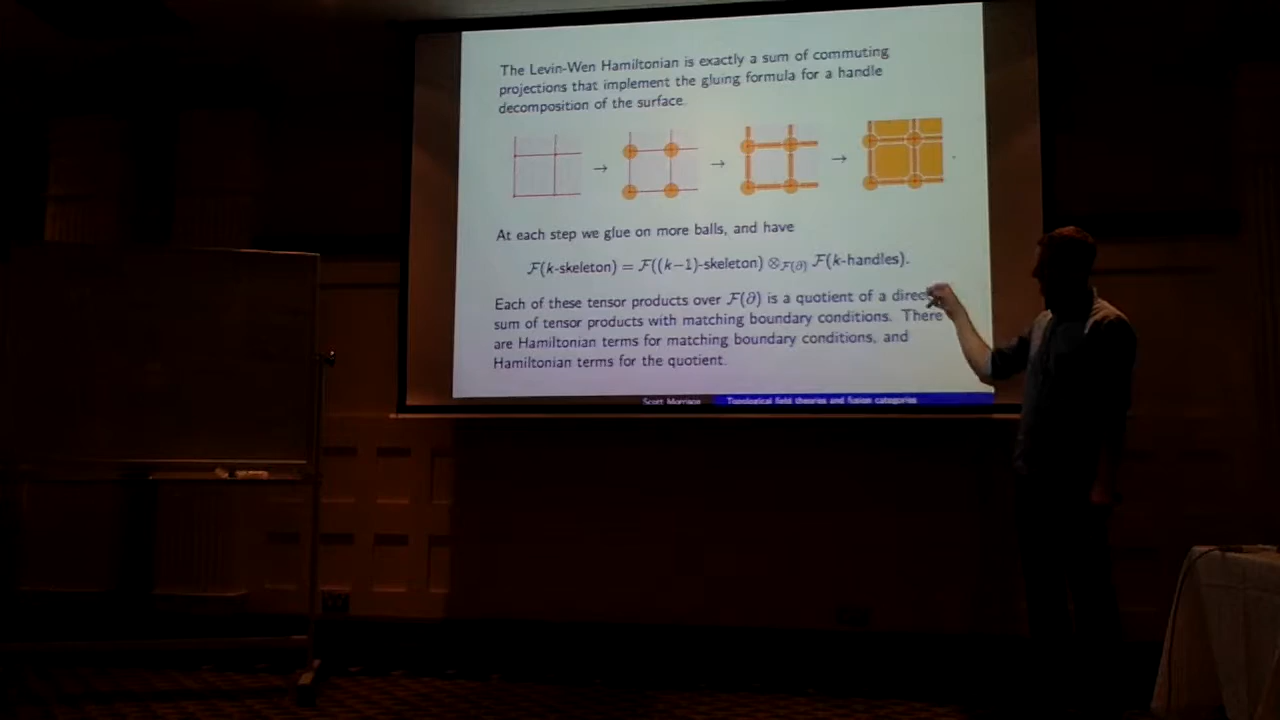 The Levin-Wen Hamiltonian is exactly a sum of commuting
projections that implement the gluing formula for a handle
decomposition of the surface.
→ → →
At each step we glue on more balls, and have
ℱ(k-skeleton) = ℱ((k−1)-skeleton) ⊗_{ℱ(∂)} ℱ(k-handles).
Each of these tensor products over ℱ(∂) is a quotient of a direct
sum of tensor products with matching boundary conditions. There
are Hamiltonian terms for matching boundary conditions, and
Hamiltonian terms for the quotient.
Scott Morrison Topological field theories and fusion categories